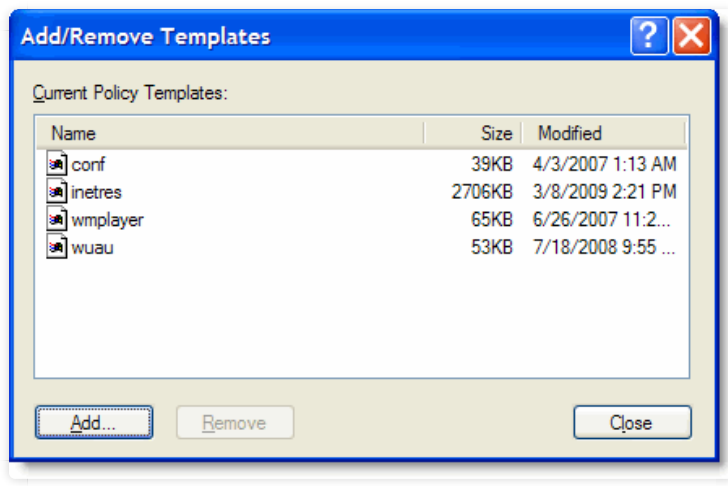 Add/Remove Templates
Current Policy Templates:
Name Size Modified
conf 39KB 4/3/2007 1:13 AM
inetres 2706KB 3/8/2009 2:21 PM
wmplayer 65KB 6/26/2007 11:2...
wuau 53KB 7/18/2008 9:55 ...
Add... Remove Close